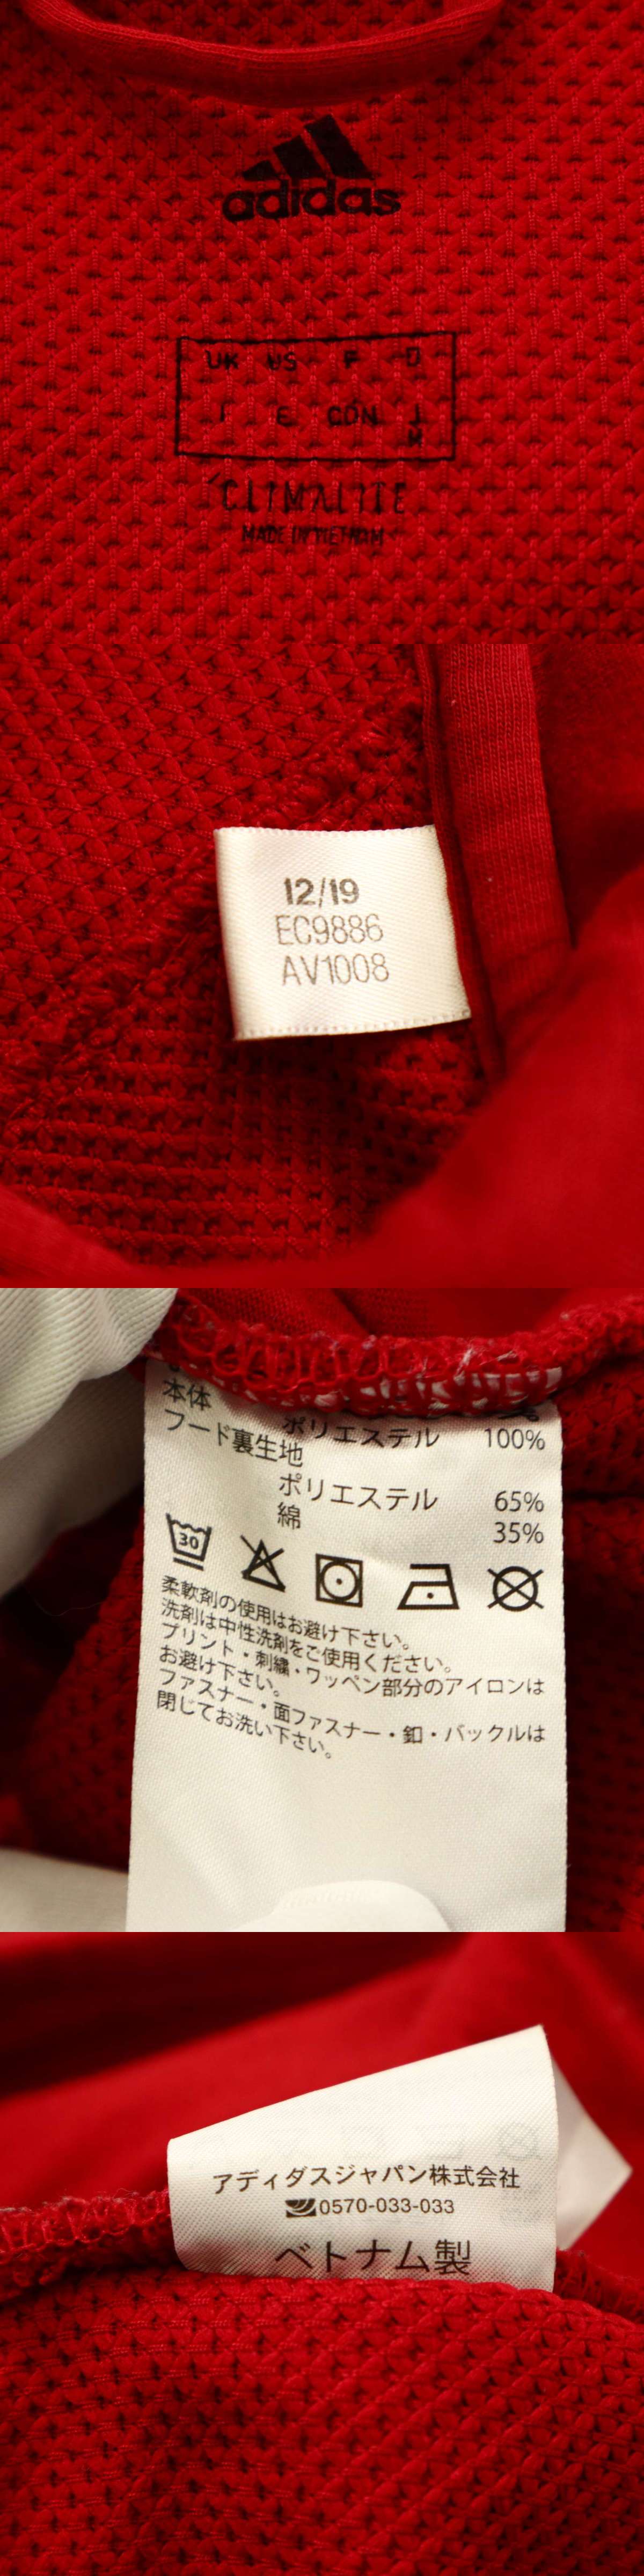 adidas
UK US F D
I E CDN J
M
CLIMALITE
MADE IN VIETNAM
12/19
EC9886
AV1008
本体
ポリエステル 100%
フード裏生地
ポリエステル 65%
綿 35%
30
柔軟剤の使用はお避け下さい。
洗剤は中性洗剤をご使用ください。
プリント・刺繍・ワッペン部分のアイロンは
お避け下さい。
ファスナー・面ファスナー・釦・バックルは
閉じてお洗い下さい。
アディダスジャパン株式会社
0570-033-033
ベトナム製